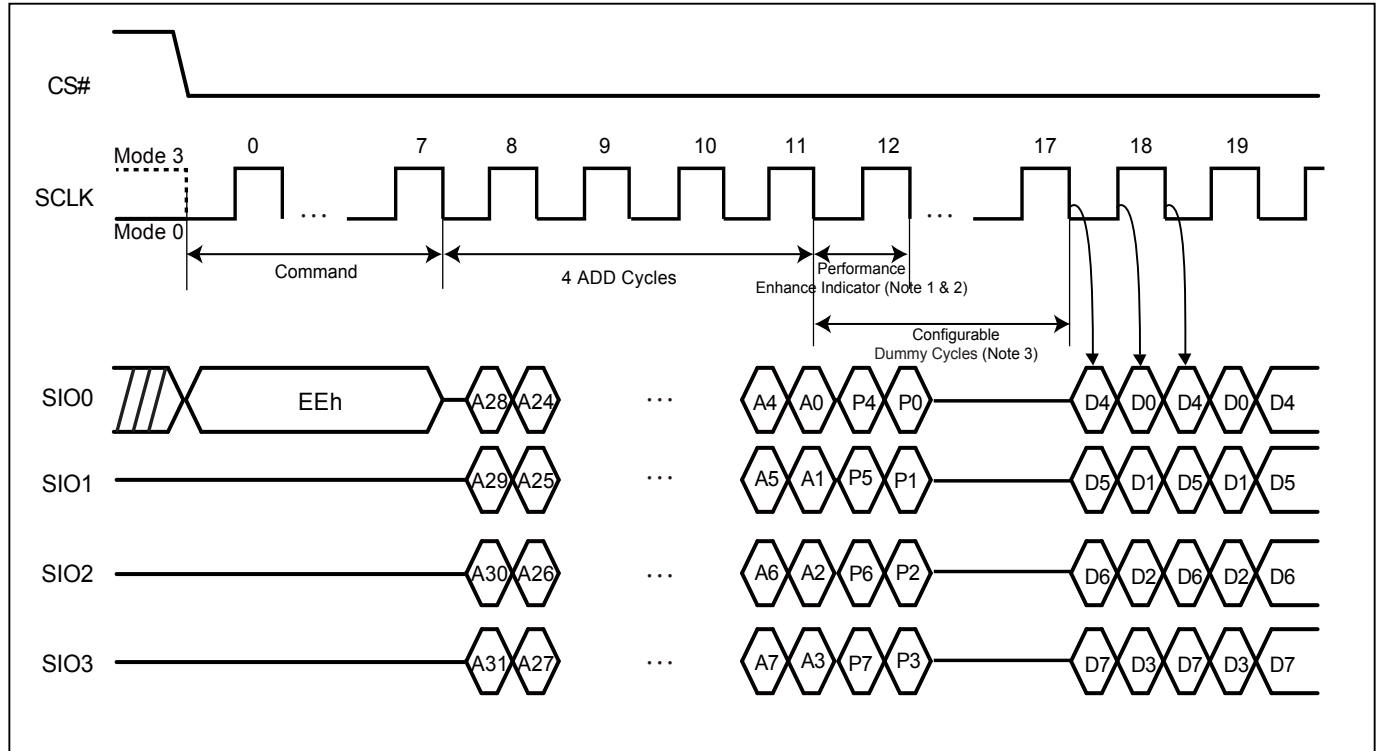 CS#
0 7 8 9 10 11 12 17 18 19
Mode 3
SCLK
...
...
Mode 0
Command
4 ADD Cycles
Performance
Enhance Indicator (Note 1 & 2)
Configurable
Dummy Cycles (Note 3)
SIO0 EEh A28 A24 ... A4 A0 P4 P0 D4 D0 D4 D0 D4
SIO1 A29 A25 ... A5 A1 P5 P1 D5 D1 D5 D1 D5
SIO2 A30 A26 ... A6 A2 P6 P2 D6 D2 D6 D2 D6
SIO3 A31 A27 ... A7 A3 P7 P3 D7 D3 D7 D3 D7